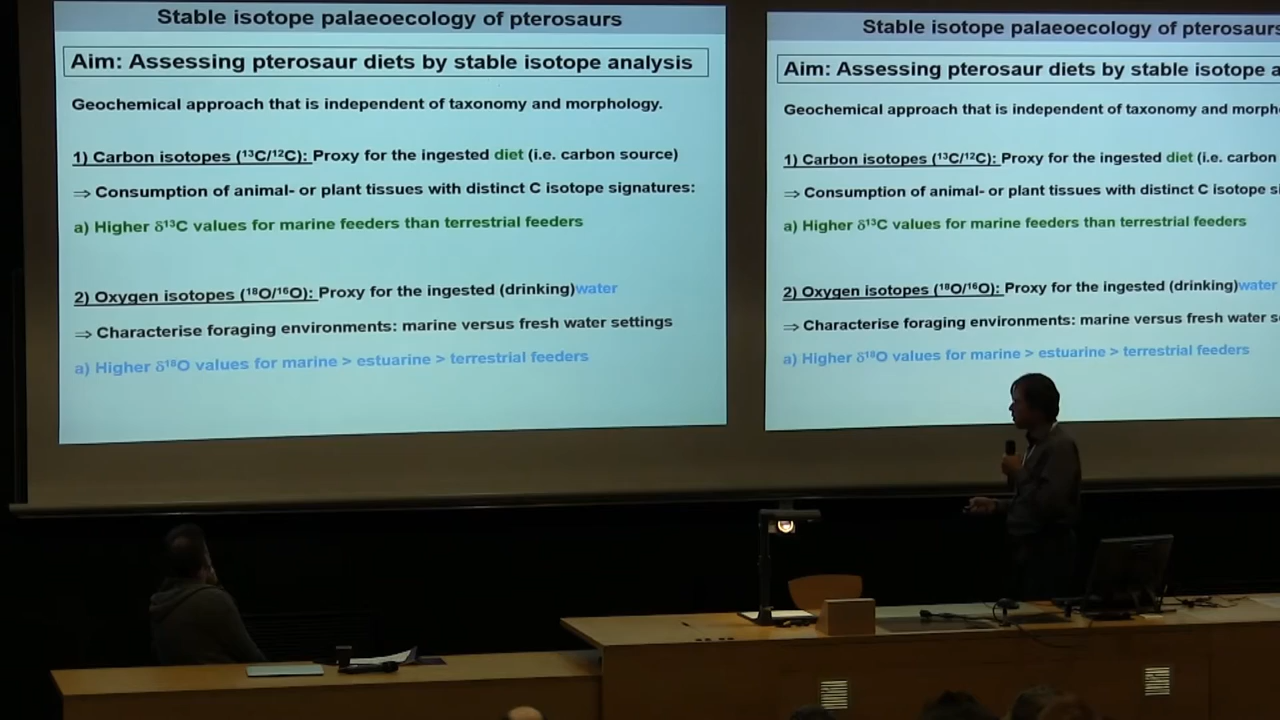 Stable isotope palaeoecology of pterosaurs
Aim: Assessing pterosaur diets by stable isotope analysis
Geochemical approach that is independent of taxonomy and morphology.
1) Carbon isotopes (¹³C/¹²C): Proxy for the ingested diet (i.e. carbon source)
⇒ Consumption of animal- or plant tissues with distinct C isotope signatures:
a) Higher δ¹³C values for marine feeders than terrestrial feeders
2) Oxygen isotopes (¹⁸O/¹⁶O): Proxy for the ingested (drinking)water
⇒ Characterise foraging environments: marine versus fresh water settings
a) Higher δ¹⁸O values for marine > estuarine > terrestrial feeders
Stable isotope palaeoecology of pterosaurs
Aim: Assessing pterosaur diets by stable isotope a
Geochemical approach that is independent of taxonomy and morph
1) Carbon isotopes (¹³C/¹²C): Proxy for the ingested diet (i.e. carbon
⇒ Consumption of animal- or plant tissues with distinct C isotope si
a) Higher δ¹³C values for marine feeders than terrestrial feeders
2) Oxygen isotopes (¹⁸O/¹⁶O): Proxy for the ingested (drinking)water
⇒ Characterise foraging environments: marine versus fresh water s
a) Higher δ¹⁸O values for marine > estuarine > terrestrial feeders